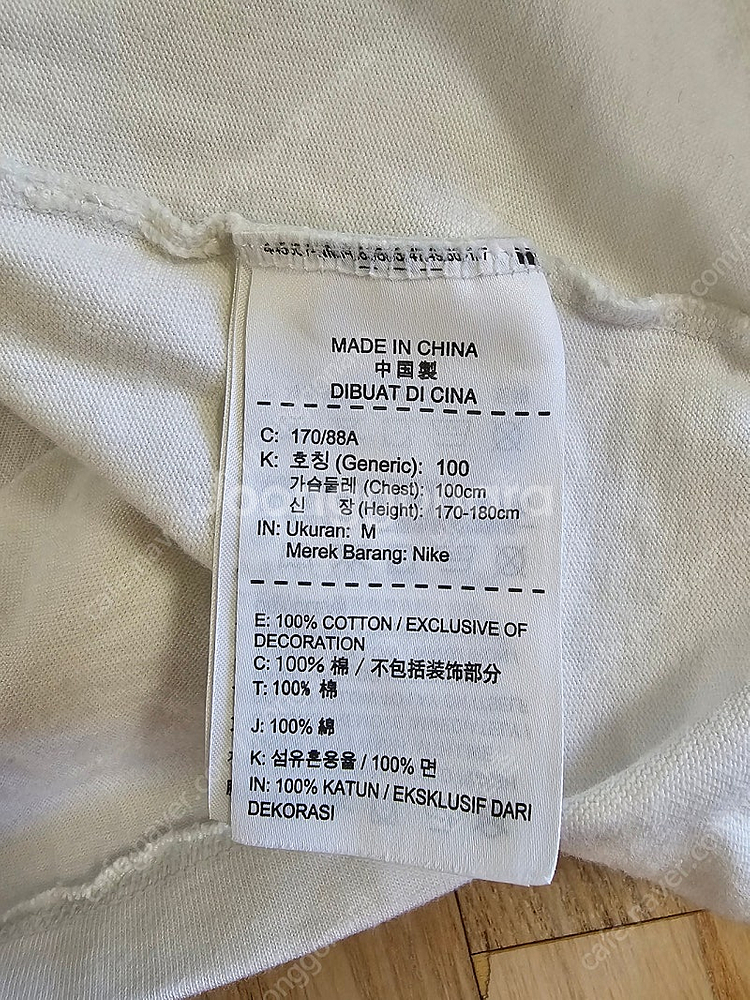 MADE IN CHINA
中国製
DIBUAT DI CINA
C: 170/88A
K: 호칭 (Generic): 100
가슴둘레 (Chest): 100cm
신 장 (Height): 170-180cm
IN: Ukuran: M
Merek Barang: Nike
E: 100% COTTON / EXCLUSIVE OF
DECORATION
C: 100% 棉 / 不包括装饰部分
T: 100% 棉
J: 100% 綿
K: 섬유혼용율 / 100% 면
IN: 100% KATUN / EKSKLUSIF DARI
DEKORASI